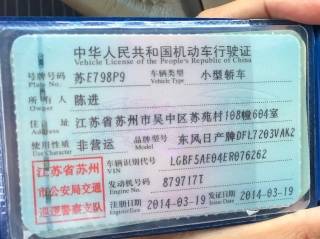 中华人民共和国机动车行驶证
Vehicle License of the People's Republic of China
号牌号码 苏F798P9 车辆类型 小型轿车
Plate No. Vehicle Type
所有人 陈进
Owner
住址 江苏省苏州市吴中区苏苑村108幢604室
Address
使用性质 非营运 品牌型号 东风日产牌DFL7203VAK2
Use Character Model
江苏省苏州
市公安局交通
巡逻警察支队
车辆识别代号 LGBF5AE04ER076262
VIN
发动机号码 879717T
Engine No.
注册日期 2014-03-19 发证日期 2014-03-19
Register Date Issue Date